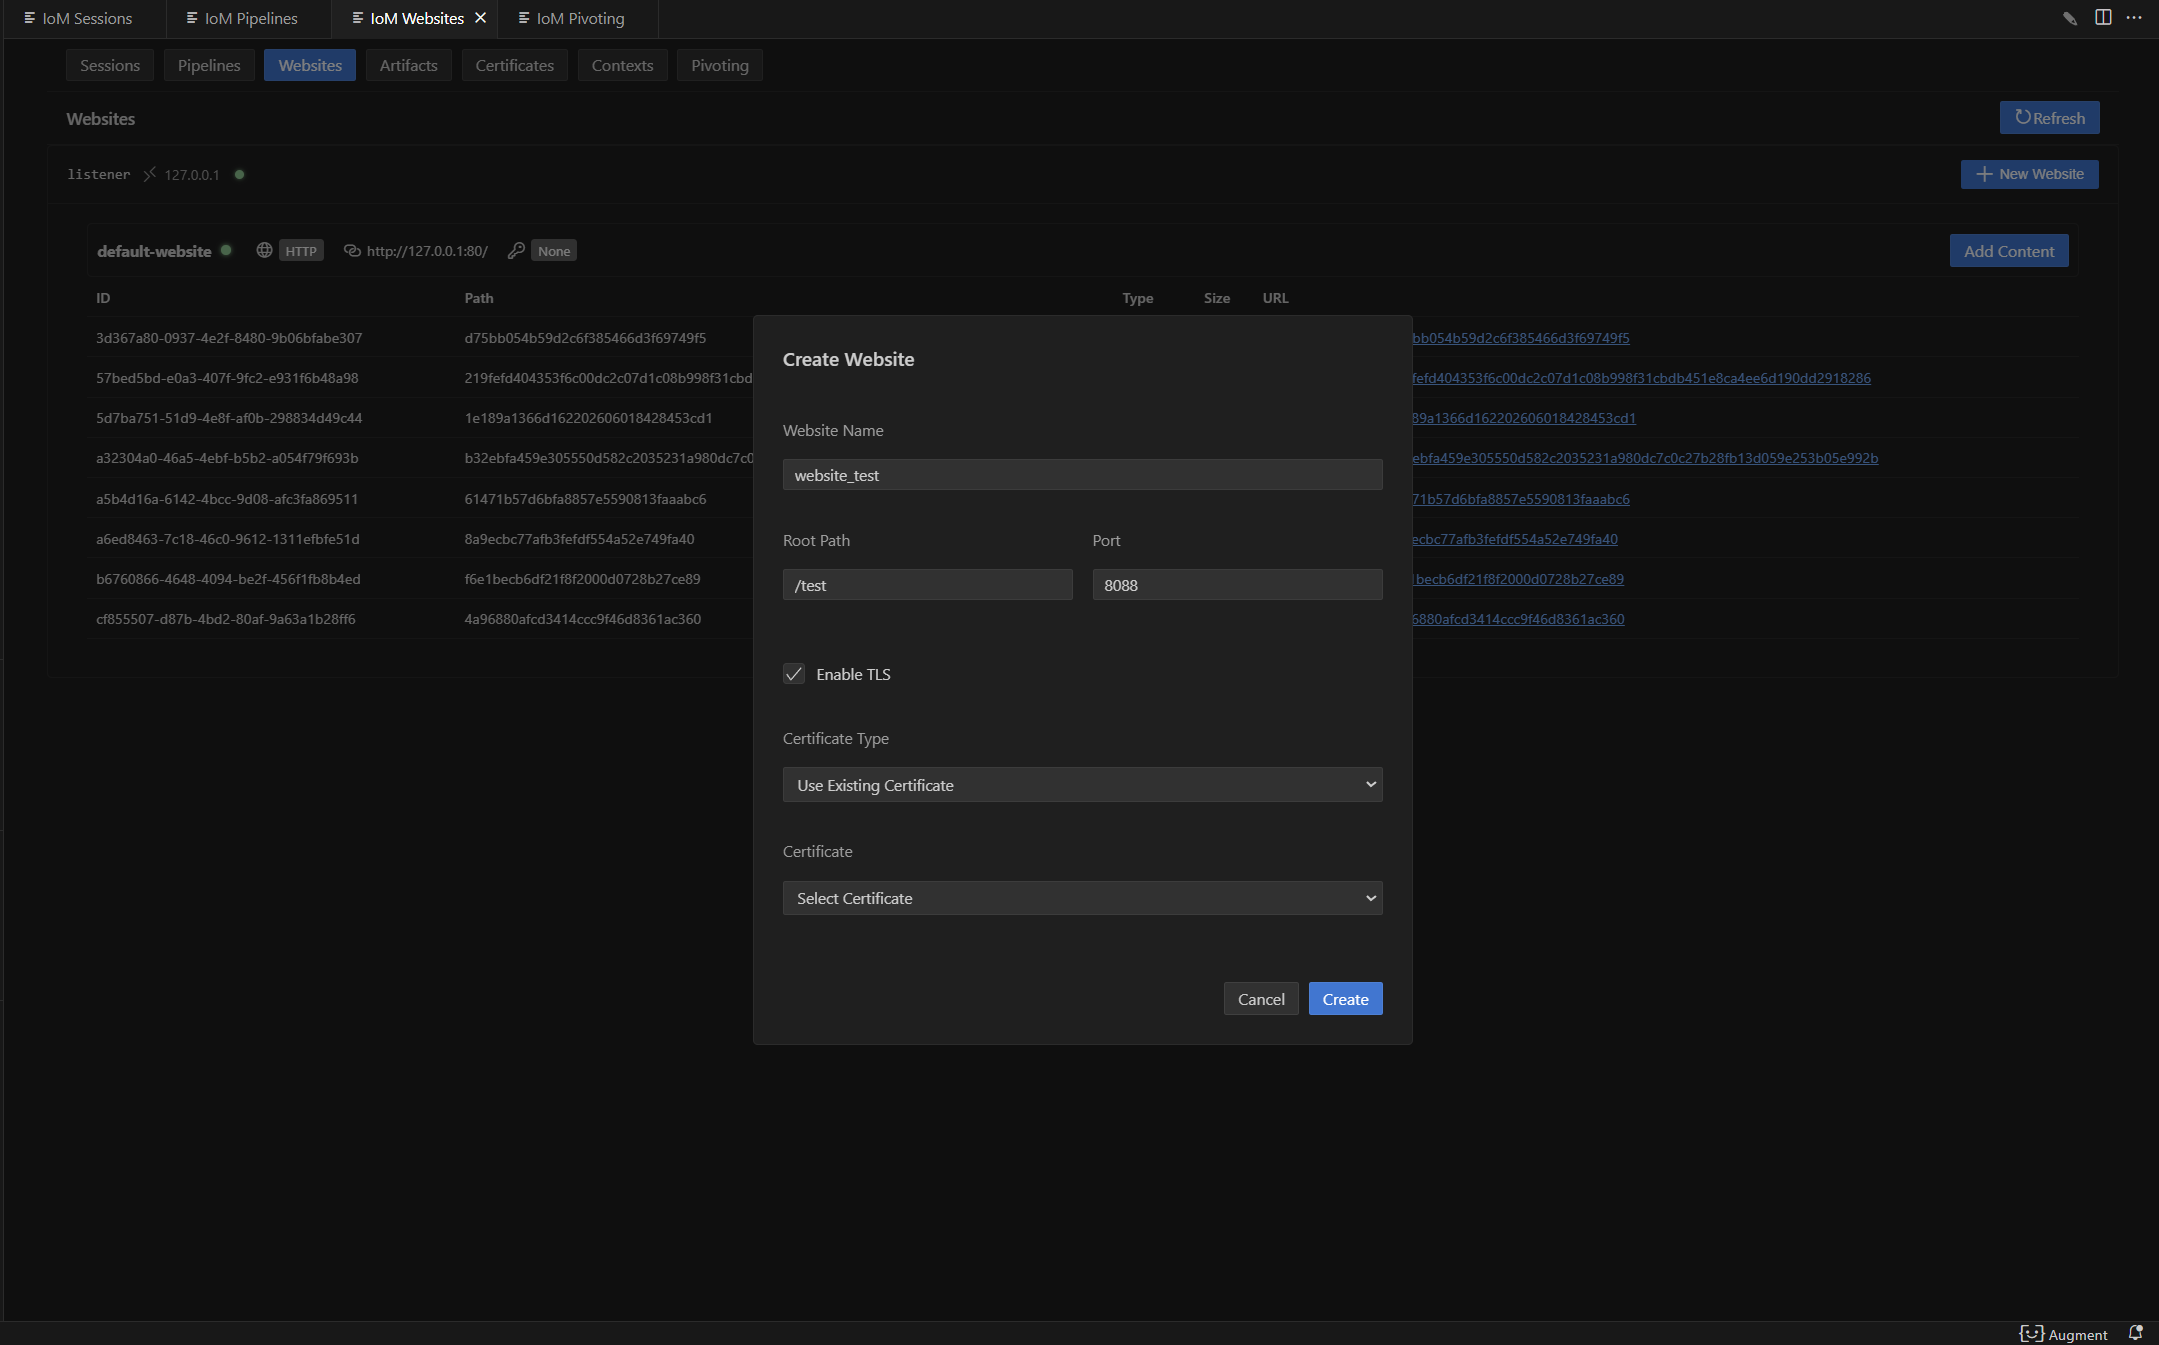 IoM Sessions IoM Pipelines IoM Websites IoM Pivoting
Sessions Pipelines Websites Artifacts Certificates Contexts Pivoting
Websites Refresh
listener 127.0.0.1 New Website
default-website HTTP http://127.0.0.1:80/ None Add Content
ID Path Type Size URL
3d367a80-0937-4e2f-8480-9b06bfabe307 d75bb054b59d2c6f385466d3f69749f5 bb054b59d2c6f385466d3f69749f5
57bed5bd-e0a3-407f-9fc2-e931f6b48a98 219fefd404353f6c00dc2c07d1c08b998f31cbd fefd404353f6c00dc2c07d1c08b998f31cbdb451e8ca4ee6d190dd2918286
5d7ba751-51d9-4e8f-af0b-298834d49c44 1e189a1366d162202606018428453cd1 89a1366d162202606018428453cd1
a32304a0-46a5-4ebf-b5b2-a054f79f693b b32ebfa459e305550d582c2035231a980dc7c0 ebfa459e305550d582c2035231a980dc7c0c27b28fb13d059e253b05e992b
a5b4d16a-6142-4bcc-9d08-afc3fa869511 61471b57d6bfa8857e5590813faaabc6 71b57d6bfa8857e5590813faaabc6
a6ed8463-7c18-46c0-9612-1311efbfe51d 8a9ecbc77afb3fefdf554a52e749fa40 ecbc77afb3fefdf554a52e749fa40
b6760866-4648-4094-be2f-456f1fb8b4ed f6e1becb6df21f8f2000d0728b27ce89 1becb6df21f8f2000d0728b27ce89
cf855507-d87b-4bd2-80af-9a63a1b28ff6 4a96880afcd3414ccc9f46d8361ac360 6880afcd3414ccc9f46d8361ac360
Create Website
Website Name
website_test
Root Path Port
/test 8088
Enable TLS
Certificate Type
Use Existing Certificate
Certificate
Select Certificate
Cancel Create
Augment